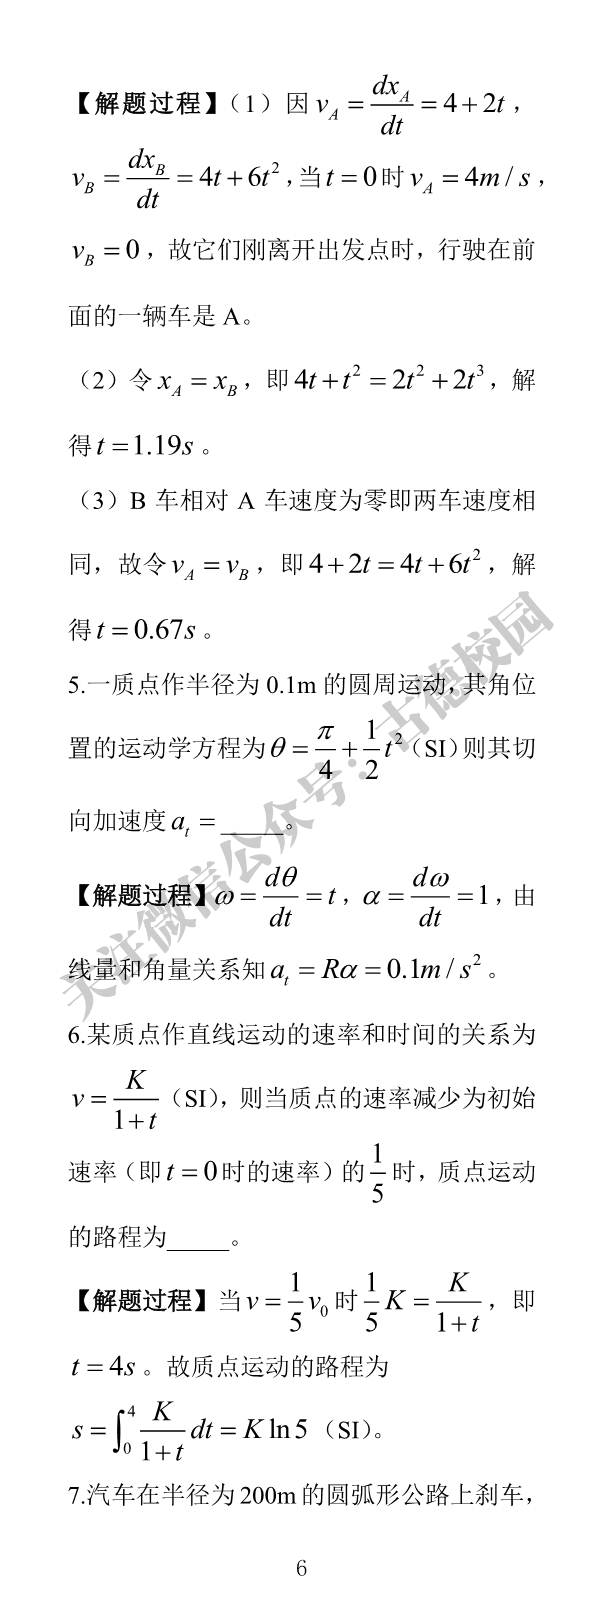 【解题过程】（1）因 $v_A = \frac{dx_A}{dt} = 4 + 2t$，
$v_B = \frac{dx_B}{dt} = 4t + 6t^2$，当 $t = 0$ 时 $v_A = 4m/s$，
$v_B = 0$，故它们刚离开出发点时，行驶在前
面的一辆车是 A。
（2）令 $x_A = x_B$，即 $4t + t^2 = 2t^2 + 2t^3$，解
得 $t = 1.19s$。
（3）B 车相对 A 车速度为零即两车速度相
同，故令 $v_A = v_B$，即 $4 + 2t = 4t + 6t^2$，解
得 $t = 0.67s$。
5.一质点作半径为 0.1m 的圆周运动，其角位
置的运动学方程为 $\theta = \frac{\pi}{4} + \frac{1}{2}t^2$（SI）则其切
向加速度 $a_t =$ _____。
【解题过程】$\omega = \frac{d\theta}{dt} = t$，$\alpha = \frac{d\omega}{dt} = 1$，由
线量和角量关系知 $a_t = R\alpha = 0.1m/s^2$。
6.某质点作直线运动的速率和时间的关系为
$v = \frac{K}{1+t}$（SI），则当质点的速率减少为初始
速率（即 $t = 0$ 时的速率）的 $\frac{1}{5}$ 时，质点运动
的路程为_____。
【解题过程】当 $v = \frac{1}{5}v_0$ 时 $\frac{1}{5}K = \frac{K}{1+t}$，即
$t = 4s$。故质点运动的路程为
$s = \int_0^4 \frac{K}{1+t}dt = K\ln 5$（SI）。
7.汽车在半径为 200m 的圆弧形公路上刹车，
6
关注微信公众号：古德校园